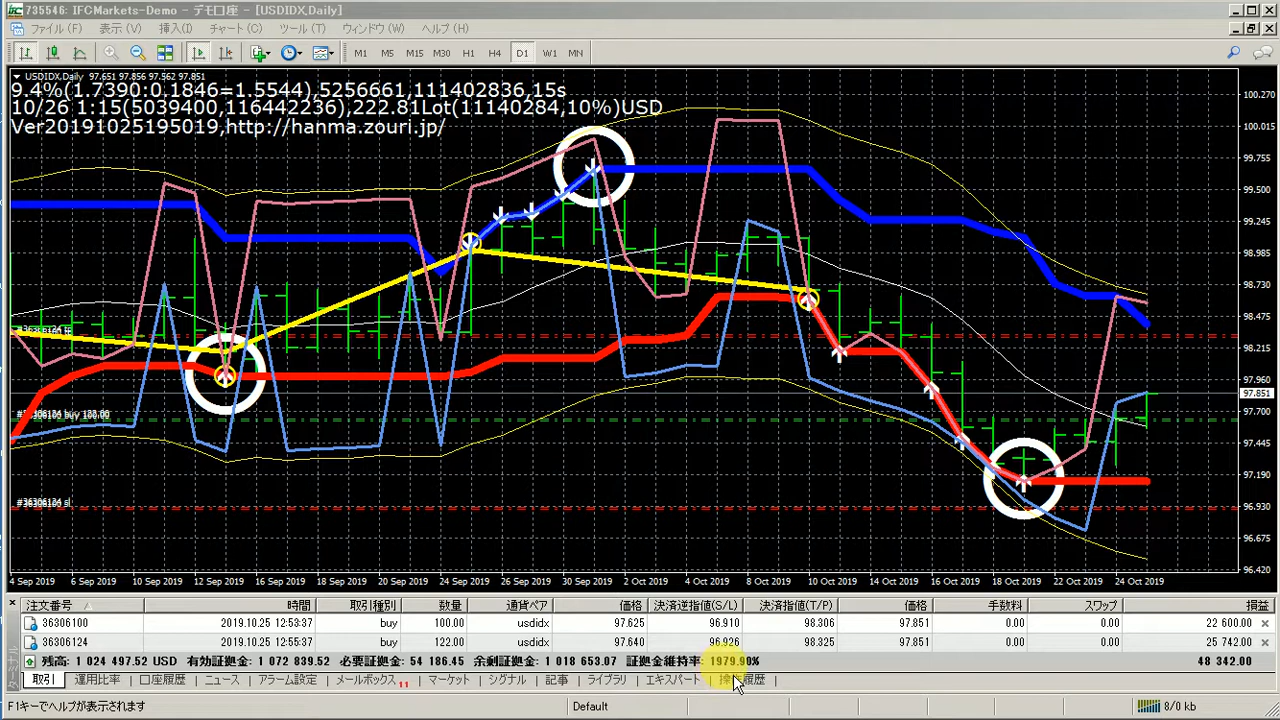 735546: IFCMarkets-Demo - デモ口座 - [USDIDX,Daily]
ファイル (F) 表示 (V) 挿入(I) チャート(C) ツール (T) ウィンドウ (W) ヘルプ (H)
M1 M5 M15 M30 H1 H4 D1 W1 MN
USDIDX,Daily 97.651 97.856 97.562 97.851
9.4%(1.7390:0.1846=1.5544),5256661,111402836,15s
10/26 1:15(5039400,116442236),222.81Lot(11140284,10%)USD
Ver20191025195019,http://hanma.zouri.jp/
100.270
100.015
99.755
99.500
99.245
98.985
98.730
98.475
98.215
97.960
97.851
97.700
97.445
97.190
96.930
96.675
96.420
#36306124 sl
4 Sep 2019 6 Sep 2019 10 Sep 2019 12 Sep 2019 16 Sep 2019 18 Sep 2019 20 Sep 2019 24 Sep 2019 26 Sep 2019 30 Sep 2019 2 Oct 2019 4 Oct 2019 8 Oct 2019 10 Oct 2019 14 Oct 2019 16 Oct 2019 18 Oct 2019 22 Oct 2019 24 Oct 2019
注文番号 時間 取引種別 数量 通貨ペア 価格 決済逆指値(S/L) 決済指値(T/P) 価格 手数料 スワップ 損益
36306100 2019.10.25 12:53:37 buy 100.00 usdidx 97.625 96.910 98.306 97.851 0.00 0.00 22 600.00
36306124 2019.10.25 12:55:37 buy 122.00 usdidx 97.640 96.926 98.325 97.851 0.00 0.00 25 742.00
残高: 1 024 497.52 USD 有効証拠金: 1 072 839.52 必要証拠金: 54 186.45 余剰証拠金: 1 018 653.07 証拠金維持率: 1979.90% 48 342.00
取引 運用比率 口座履歴 ニュース アラーム設定 メールボックス 11 マーケット シグナル 記事 ライブラリ エキスパート 操作履歴
F1キーでヘルプが表示されます Default 8/0 kb